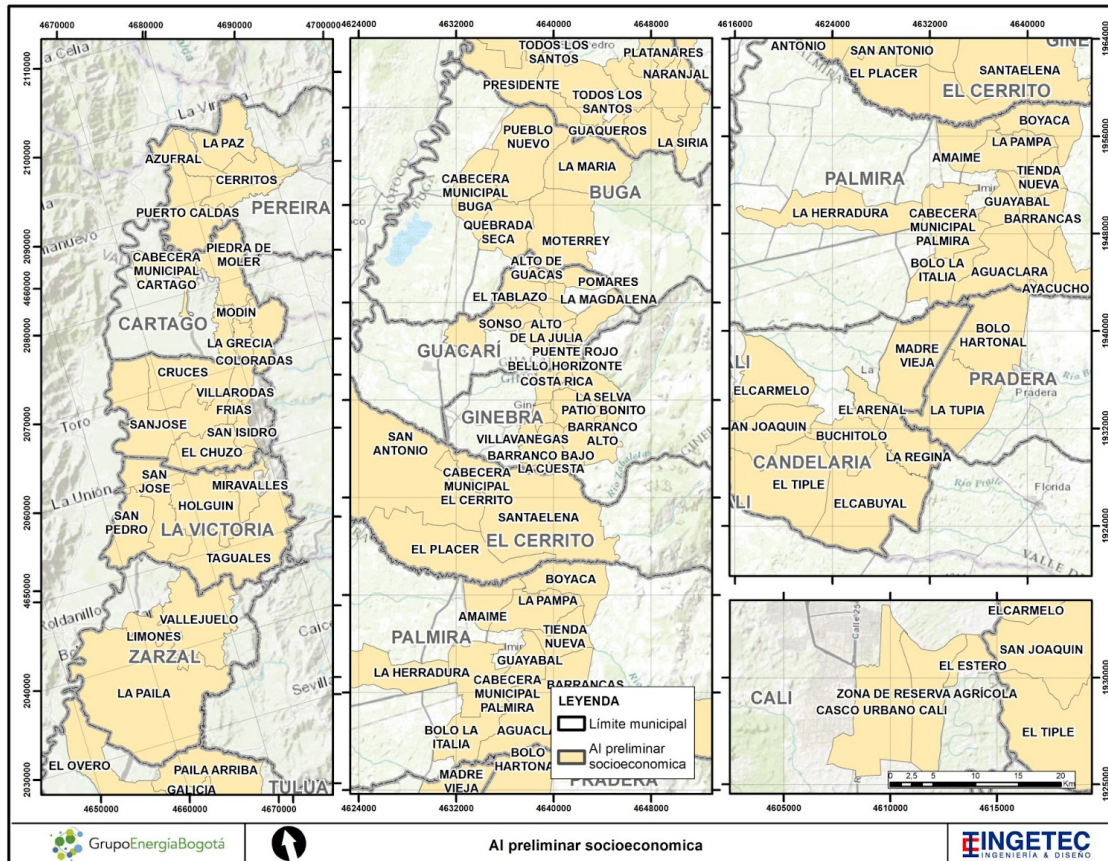 4670000
4680000
4690000
4700000
2110000
2100000
2090000
4660000
2080000
2070000
2060000
4650000
2040000
2030000
La Celia
La Virginia
LA PAZ
AZUFRAL
CERRITOS
PEREIRA
PUERTO CALDAS
PIEDRA DE
MOLER
CABECERA
MUNICIPAL
CARTAGO
MODIN
CARTAGO
LA GRECIA
COLORADAS
CRUCES
VILLARODAS
FRIAS
Toro
SANJOSE
SAN ISIDRO
EL CHUZO
SAN
JOSE
MIRAVALLES
La Unión
HOLGUIN
SAN
PEDRO
LA VICTORIA
TAGUALES
Roldanillo
VALLEJUELO
LIMONES
ZARZAL
LA PAILA
Sevilla
EL OVERO
PAILA ARRIBA
GALICIA
TULUA
4650000
4660000
4670000
4624000
4632000
4640000
4648000
TODOS LOS
SANTOS
PLATANARES
NARANJAL
PRESIDENTE
TODOS LOS
SANTOS
PUEBLO
NUEVO
GUAQUEROS
LA SIRIA
LA MARIA
CABECERA
MUNICIPAL
BUGA
BUGA
QUEBRADA
SECA
MOTERREY
ALTO DE
GUACAS
POMARES
EL TABLAZO
LA MAGDALENA
SONSO
ALTO
DE LA JULIA
GUACARÍ
PUENTE ROJO
BELLO HORIZONTE
COSTA RICA
LA SELVA
GINEBRA
PATIO BONITO
BARRANCO
ALTO
SAN
ANTONIO
VILLAVANEGAS
BARRANCO BAJO
LA CUESTA
CABECERA
MUNICIPAL
EL CERRITO
SANTAELENA
EL CERRITO
EL PLACER
BOYACA
LA PAMPA
AMAIME
PALMIRA
TIENDA
NUEVA
GUAYABAL
LA HERRADURA
CABECERA
MUNICIPAL
PALMIRA
BARRANCAS
BOLO LA
ITALIA
AGUACLA
BOLO
HARTONA
MADRE
VIEJA
PRADERA
LEYENDA
Límite municipal
AI preliminar
socioeconomica
4624000
4632000
4640000
4648000
4616000
4624000
4632000
4640000
1964000
1956000
1948000
1940000
1932000
1924000
ANTONIO
SAN ANTONIO
EL PLACER
SANTAELENA
EL CERRITO
BOYACA
LA PAMPA
AMAIME
TIENDA
NUEVA
PALMIRA
GUAYABAL
LA HERRADURA
CABECERA
MUNICIPAL
PALMIRA
BARRANCAS
BOLO LA
ITALIA
AGUACLARA
AYACUCHO
BOLO
HARTONAL
MADRE
VIEJA
PRADERA
Pradera
CALI
ELCARMELO
EL ARENAL
LA TUPIA
AN JOAQUIN
BUCHITOLO
CANDELARIA
LA REGINA
EL TIPLE
Florida
ELCABUYAL
CALI
Calle 25
ELCARMELO
SAN JOAQUIN
EL ESTERO
CALI
ZONA DE RESERVA AGRÍCOLA
CASCO URBANO CALI
EL TIPLE
1930000
0 2,5 5 10 15 20
Km
4605000
4610000
4615000
GrupoEnergíaBogotá
AI preliminar socioeconomica
INGETEC
INGENIERÍA & DISEÑO